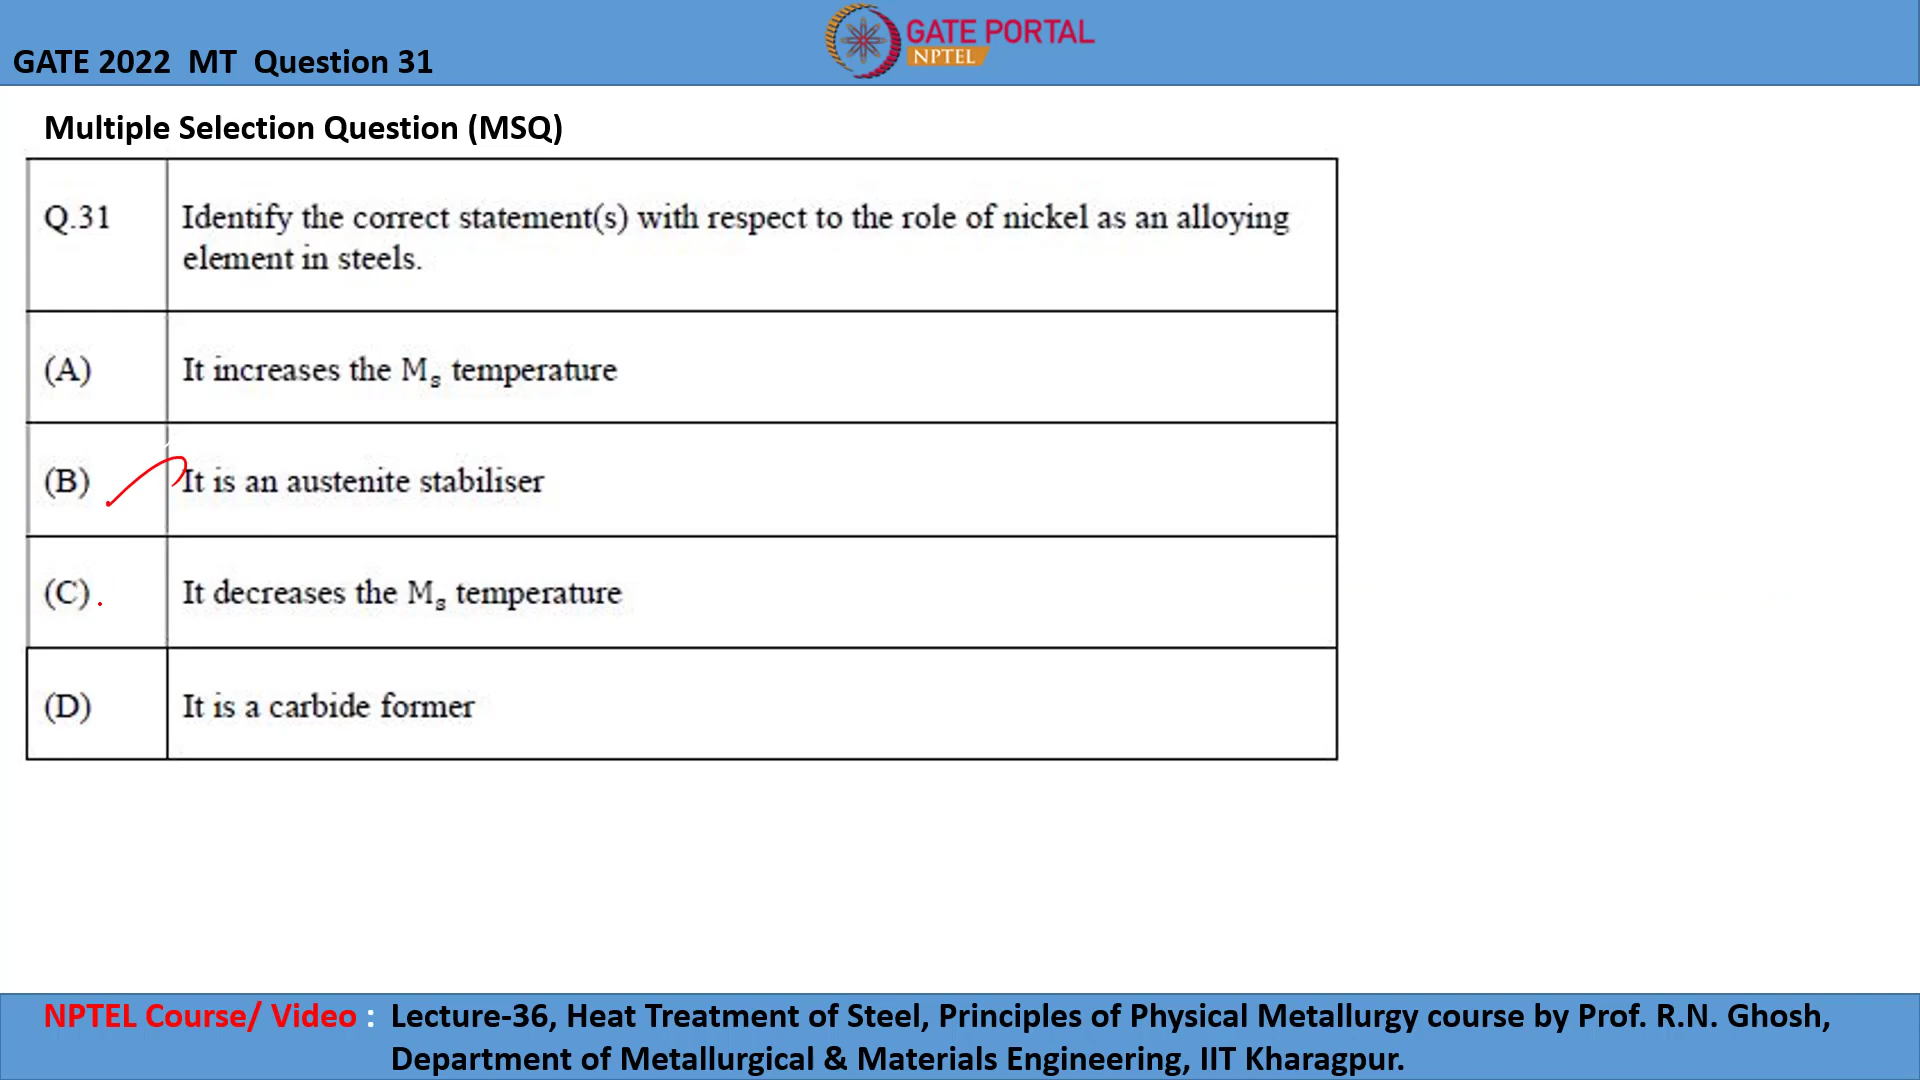 GATE PORTAL
NPTEL
GATE 2022 MT Question 31
Multiple Selection Question (MSQ)
Q.31 Identify the correct statement(s) with respect to the role of nickel as an alloying
element in steels.
(A) It increases the Ms temperature
(B) It is an austenite stabiliser
(C) It decreases the Ms temperature
(D) It is a carbide former
NPTEL Course/ Video : Lecture-36, Heat Treatment of Steel, Principles of Physical Metallurgy course by Prof. R.N. Ghosh,
Department of Metallurgical & Materials Engineering, IIT Kharagpur.